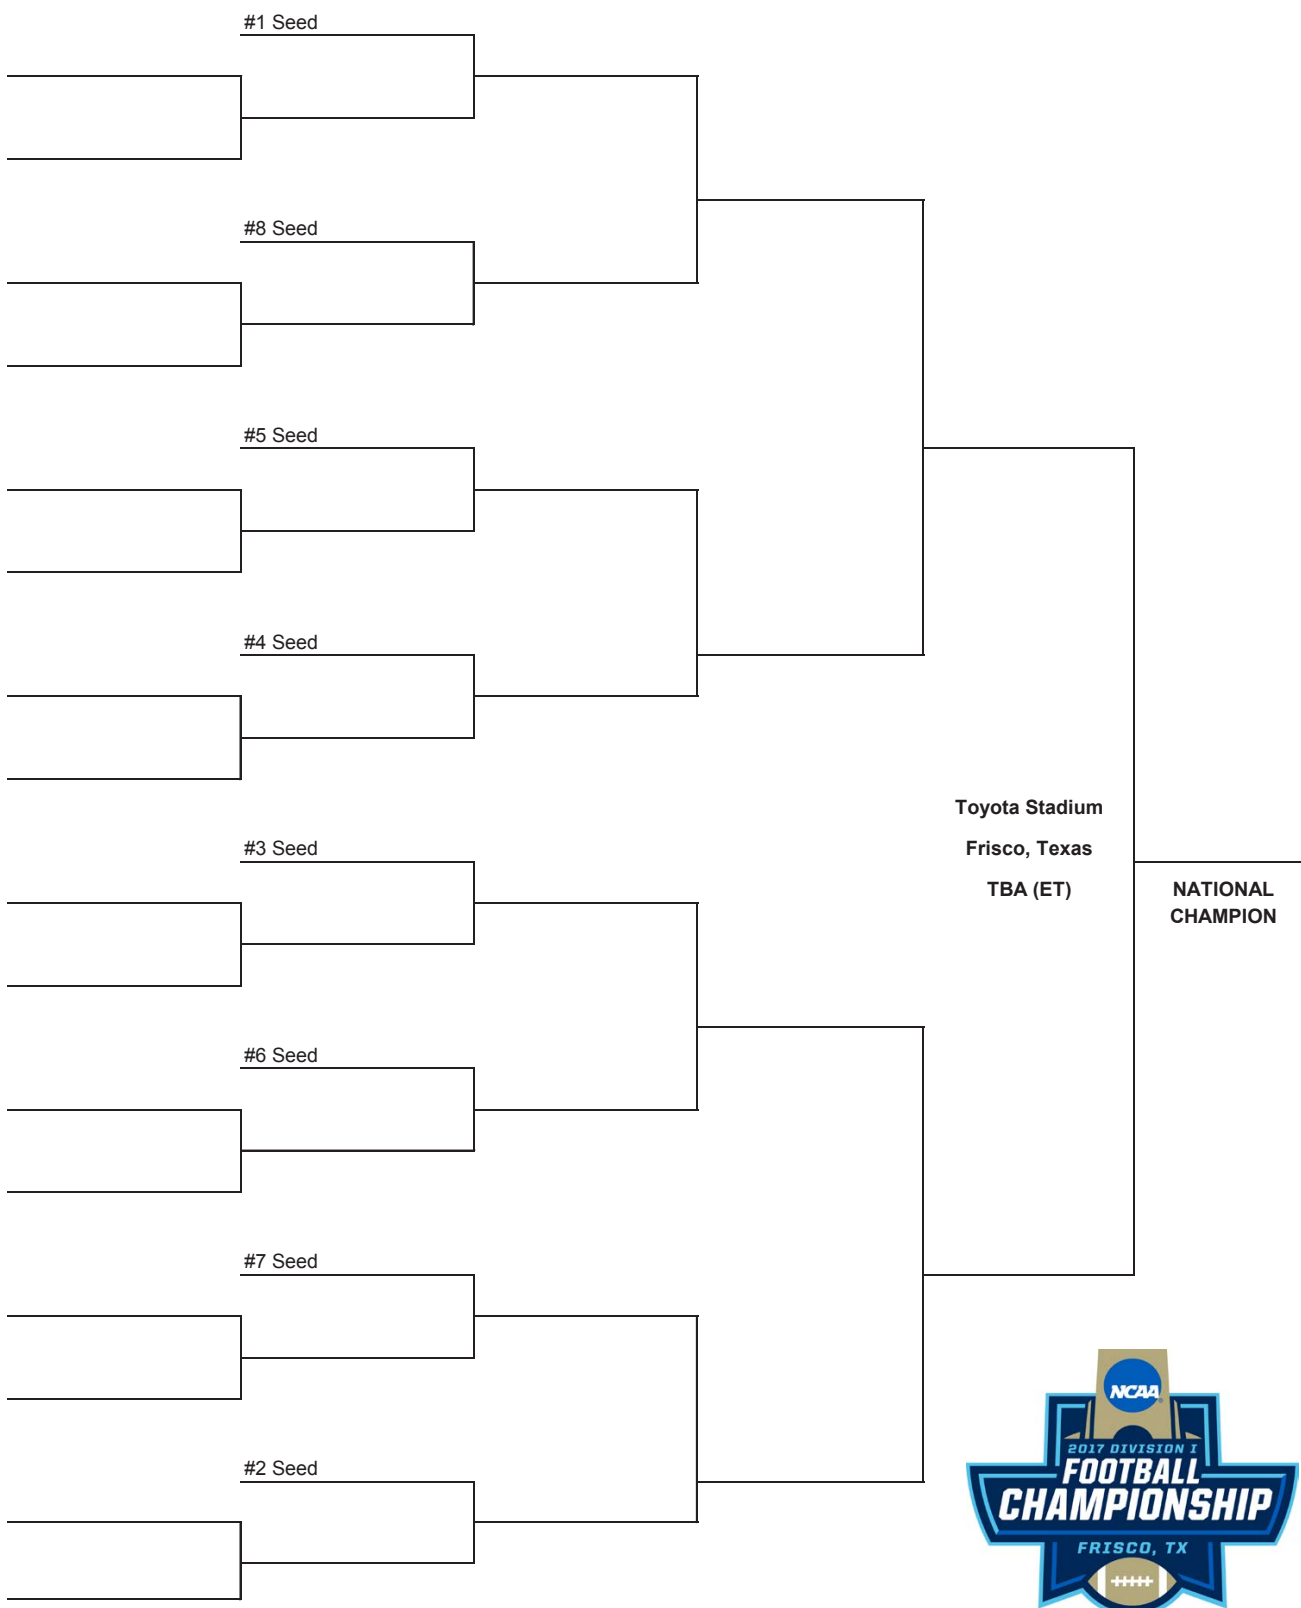 #1 Seed
#8 Seed
#5 Seed
#4 Seed
Toyota Stadium
#3 Seed
Frisco, Texas
TBA (ET)
NATIONAL
CHAMPION
#6 Seed
#7 Seed
#2 Seed
NCAA
2017 DIVISION I
FOOTBALL
CHAMPIONSHIP
FRISCO, TX